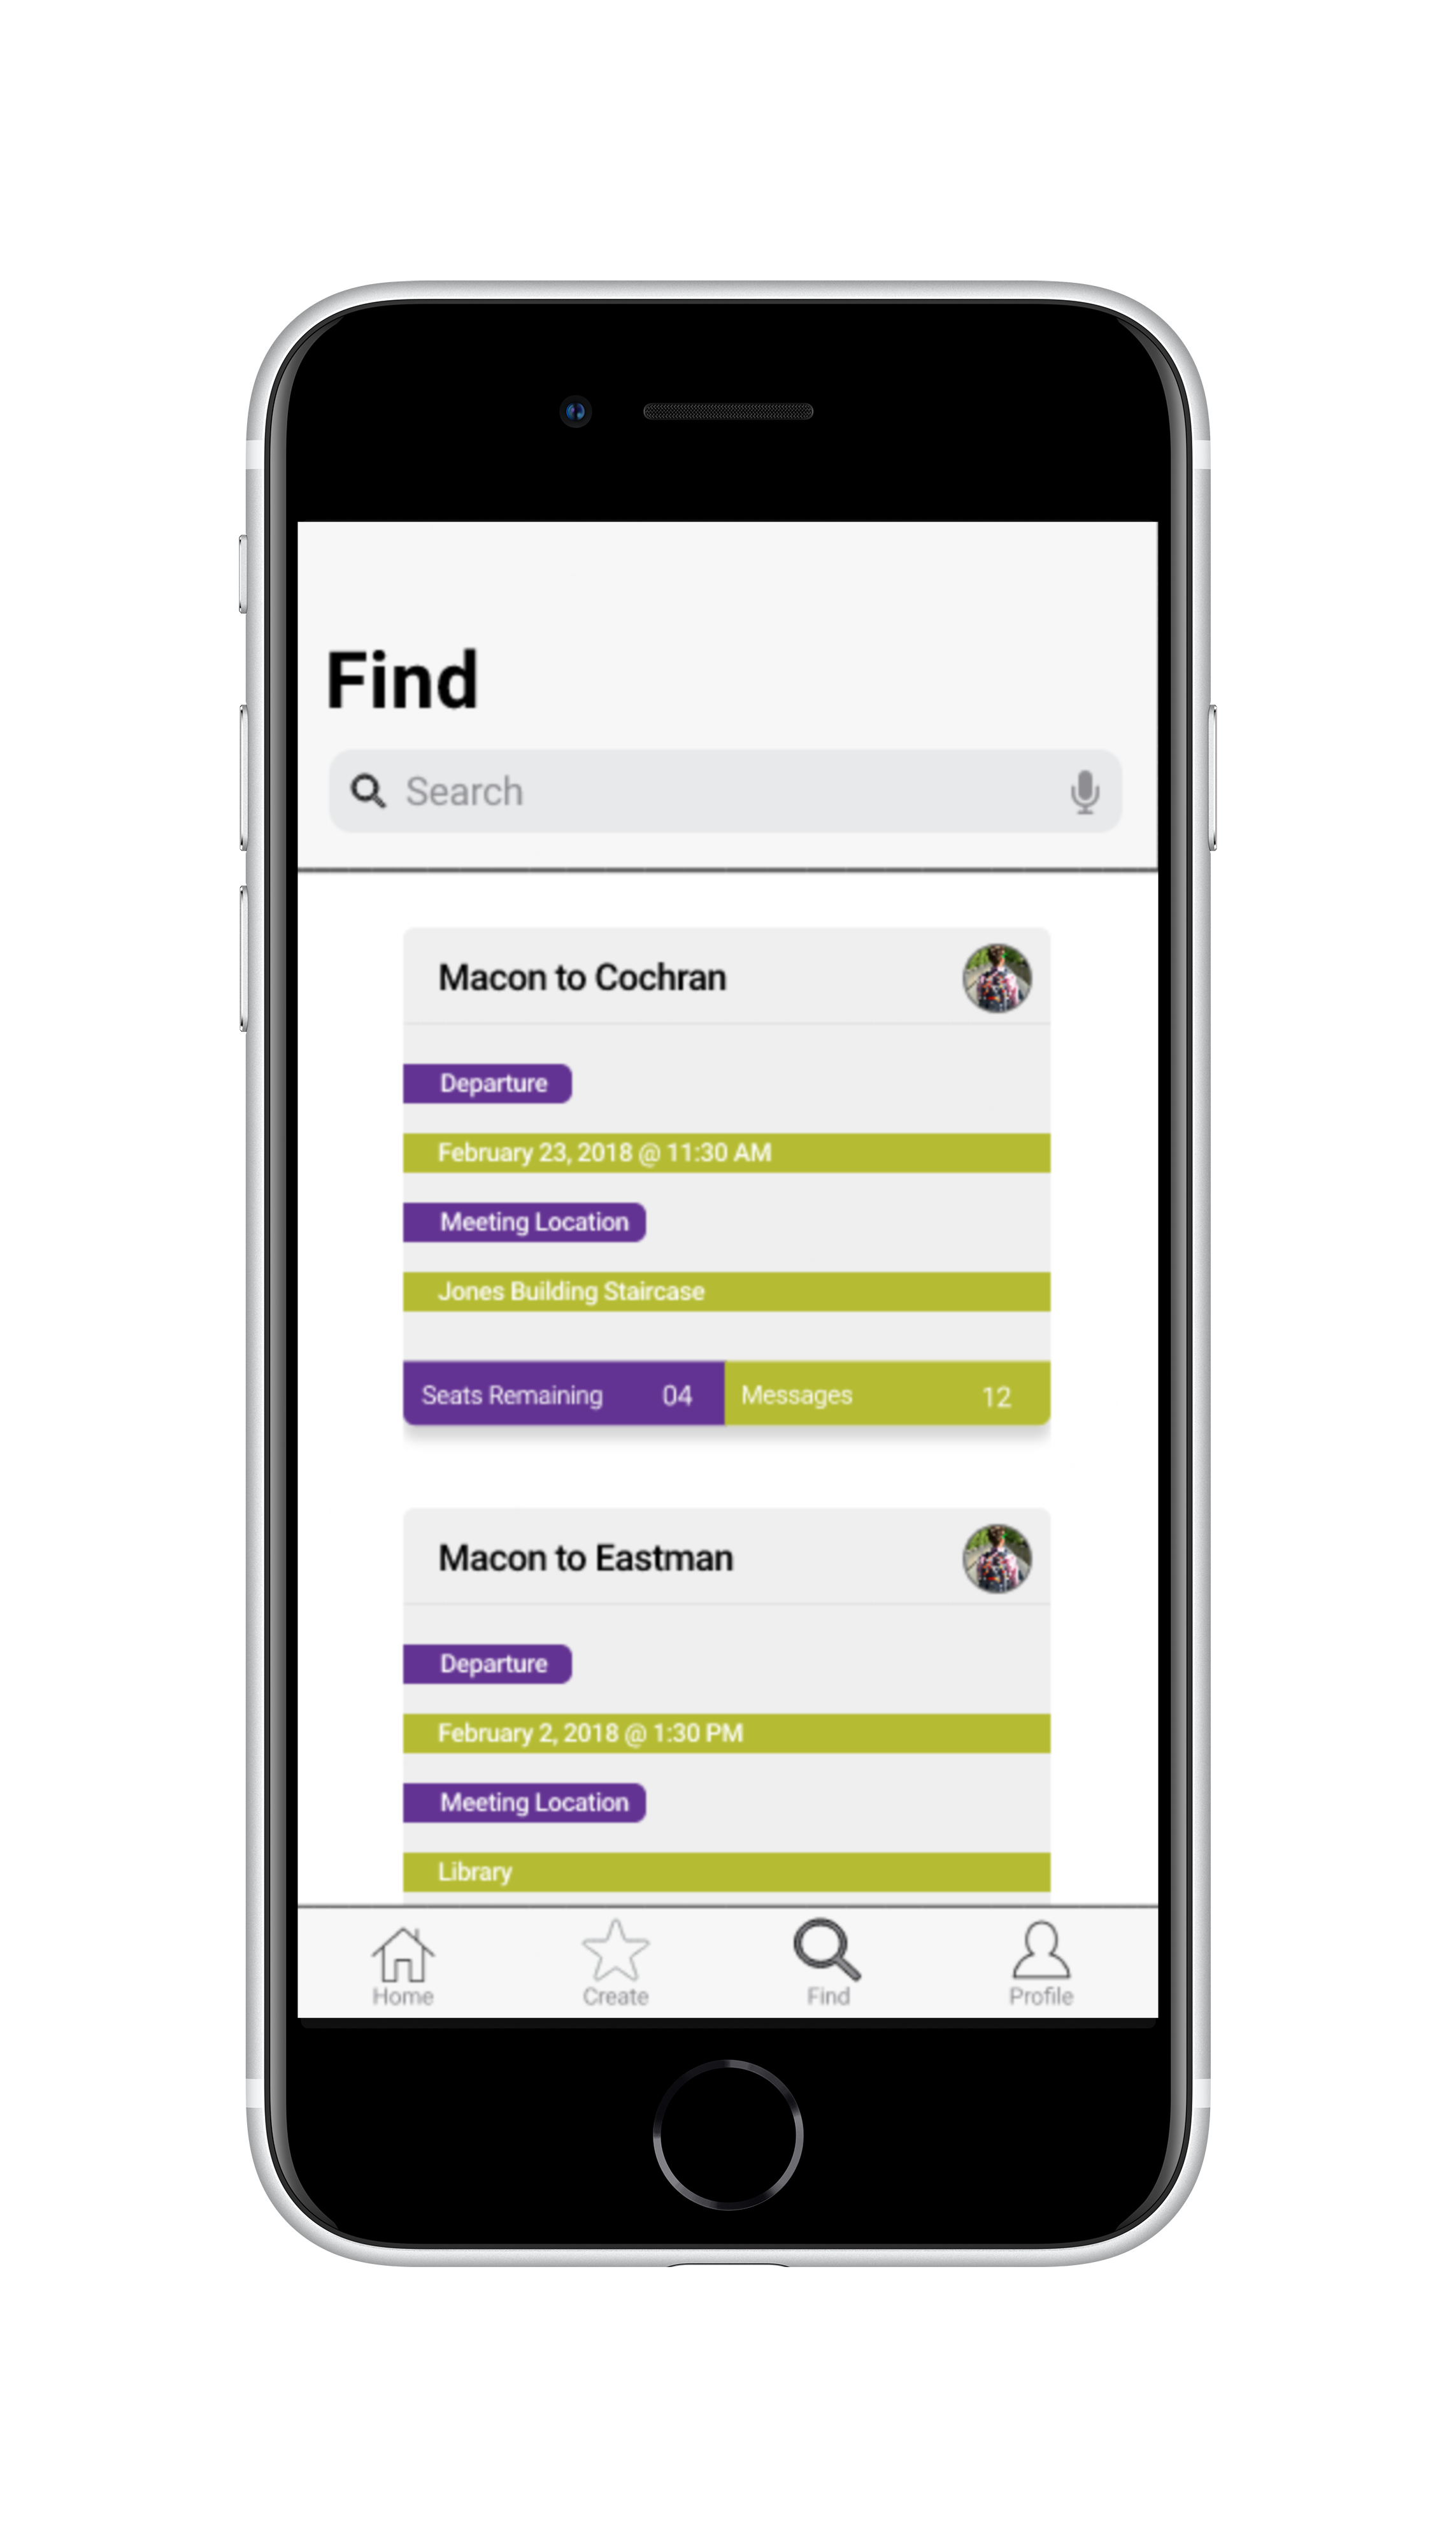 Find
Search
Macon to Cochran
Departure
February 23, 2018 @ 11:30 AM
Meeting Location
Jones Building Staircase
Seats Remaining 04 Messages 12
Macon to Eastman
Departure
February 2, 2018 @ 1:30 PM
Meeting Location
Library
Home Create Find Profile